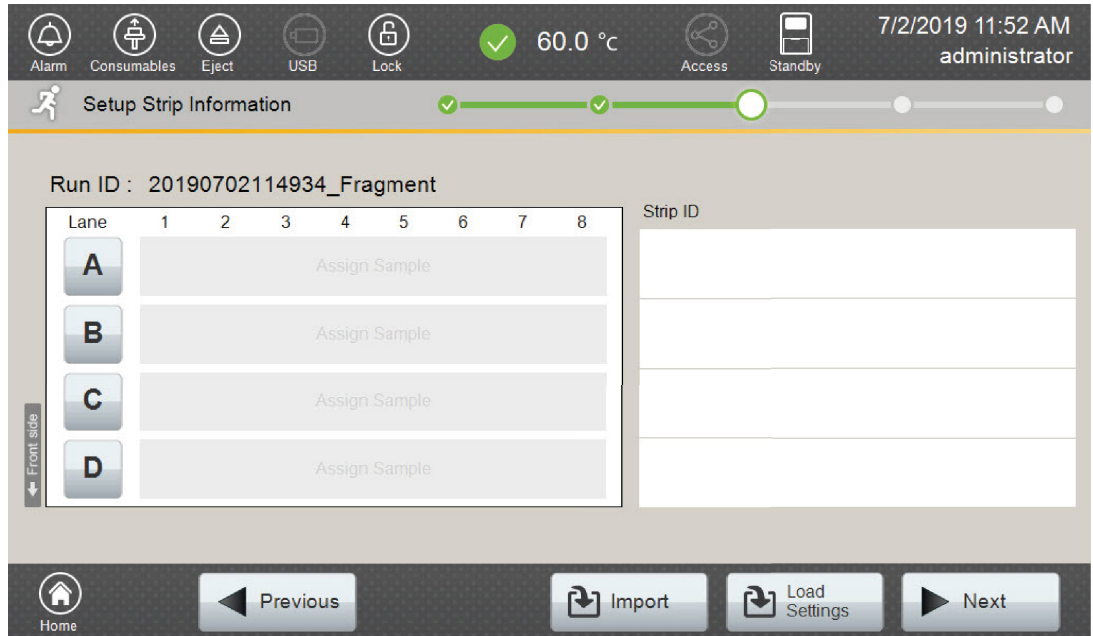 Alarm Consumables Eject USB Lock 60.0 °c Access Standby 7/2/2019 11:52 AM
administrator
Setup Strip Information
Run ID : 20190702114934_Fragment
Lane 1 2 3 4 5 6 7 8
A Assign Sample
B Assign Sample
C Assign Sample
D Assign Sample
Front side
Strip ID
Home Previous Import Load
Settings
Next